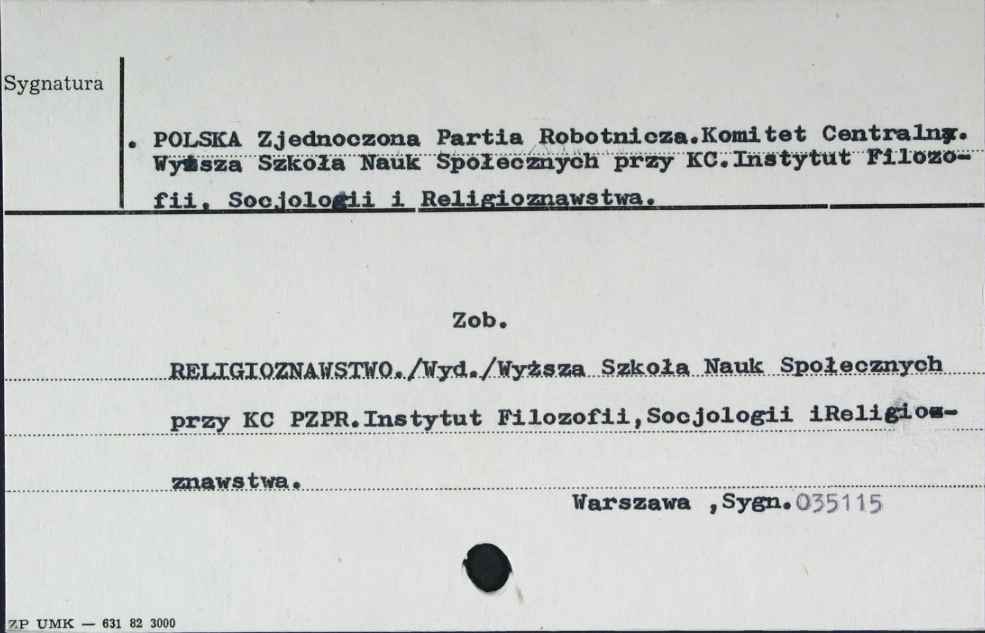 Sygnatura
. POLSKA Zjednoczona Partia Robotnicza.Komitet Centralny.
Wyższa Szkoła Nauk Społecznych przy KC.Instytut Filozo-
fii, Socjologii i Religioznawstwa.
Zob.
RELIGIOZNAWSTWO./Wyd./Wyższa Szkoła Nauk Społecznych
przy KC PZPR.Instytut Filozofii,Socjologii iReligioz-
znawstwa.
Warszawa ,Sygn.035115
ZP UMK — 631 82 3000